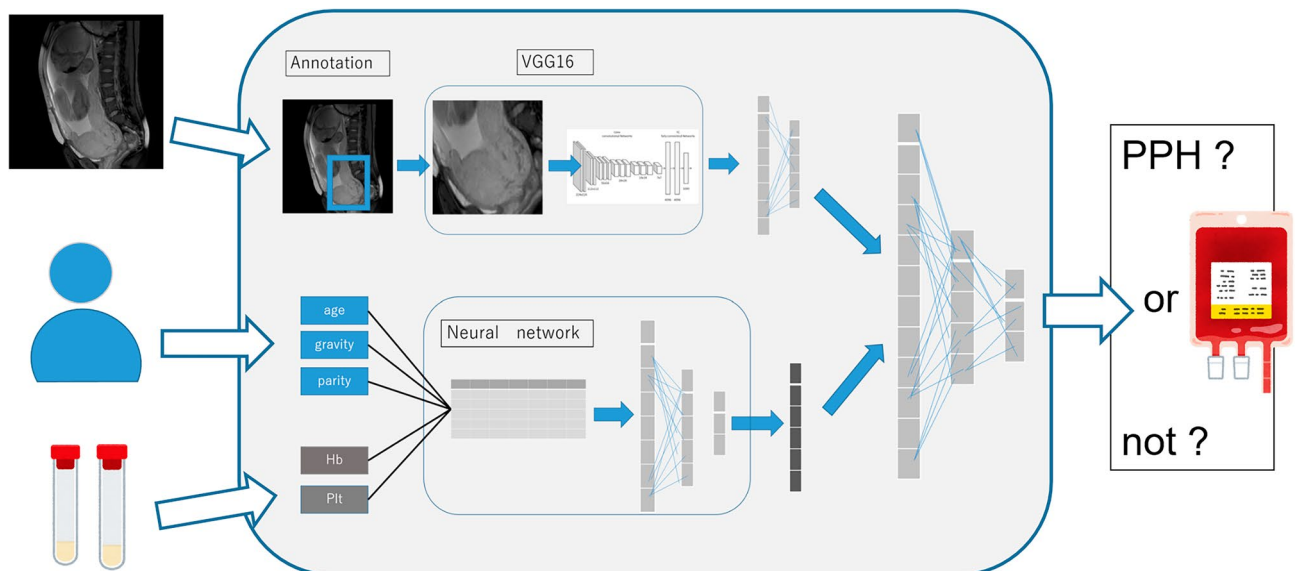 Annotation
VGG16
PPH ?
or
not ?
age
gravity
parity
Hb
Plt
Neural network